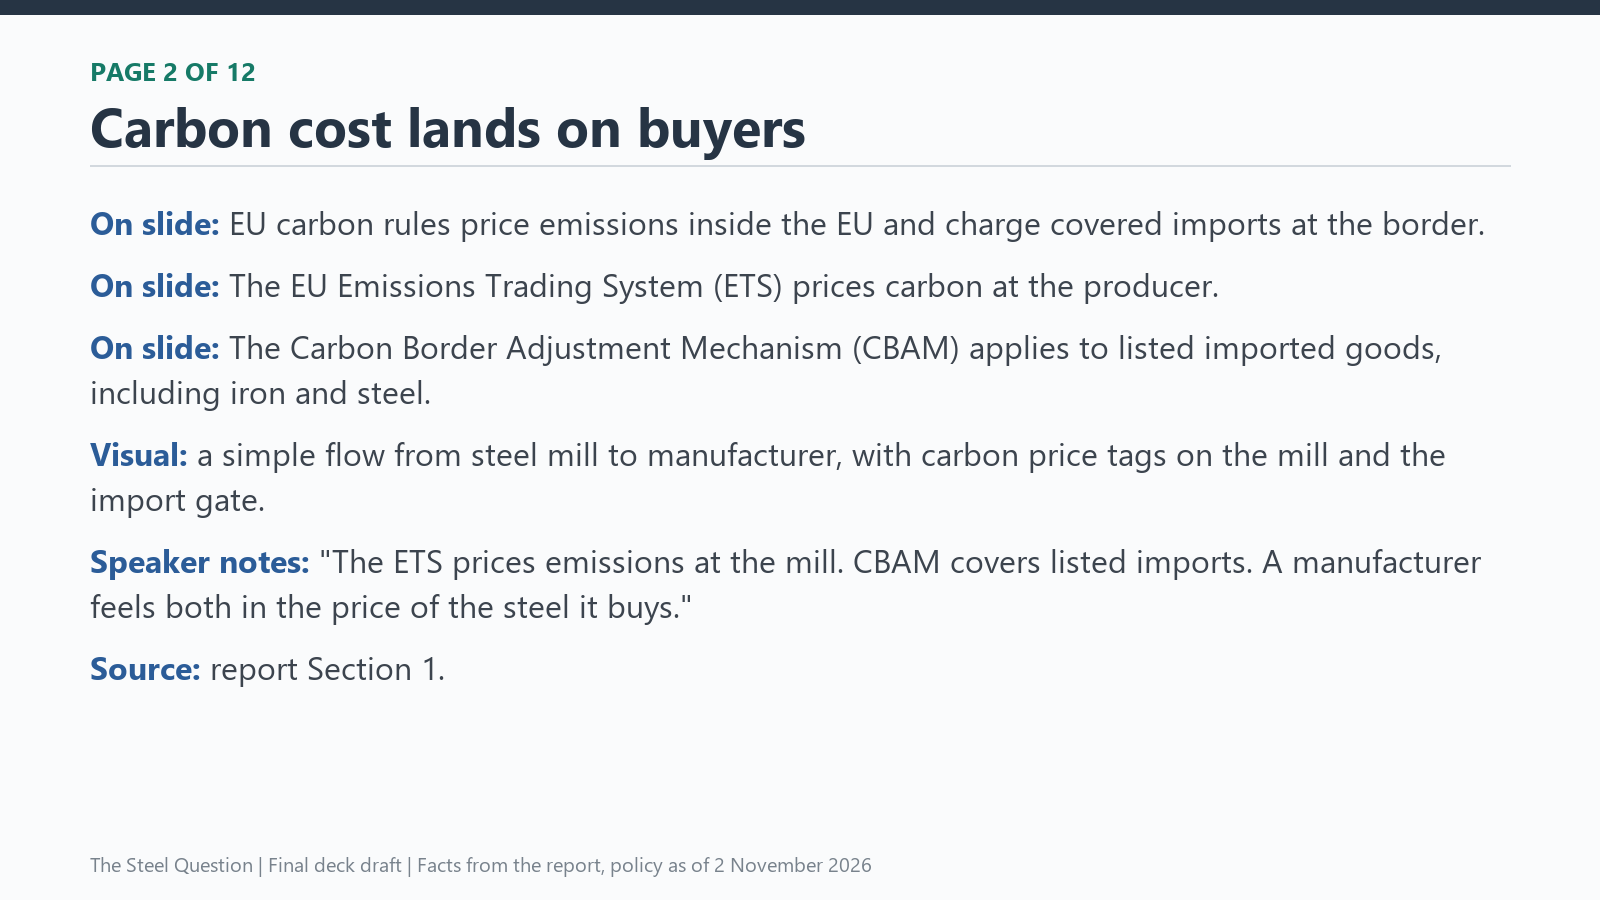 PAGE 2 OF 12
Carbon cost lands on buyers
On slide: EU carbon rules price emissions inside the EU and charge covered imports at the border.
On slide: The EU Emissions Trading System (ETS) prices carbon at the producer.
On slide: The Carbon Border Adjustment Mechanism (CBAM) applies to listed imported goods,
including iron and steel.
Visual: a simple flow from steel mill to manufacturer, with carbon price tags on the mill and the
import gate.
Speaker notes: "The ETS prices emissions at the mill. CBAM covers listed imports. A manufacturer
feels both in the price of the steel it buys."
Source: report Section 1.
The Steel Question | Final deck draft | Facts from the report, policy as of 2 November 2026